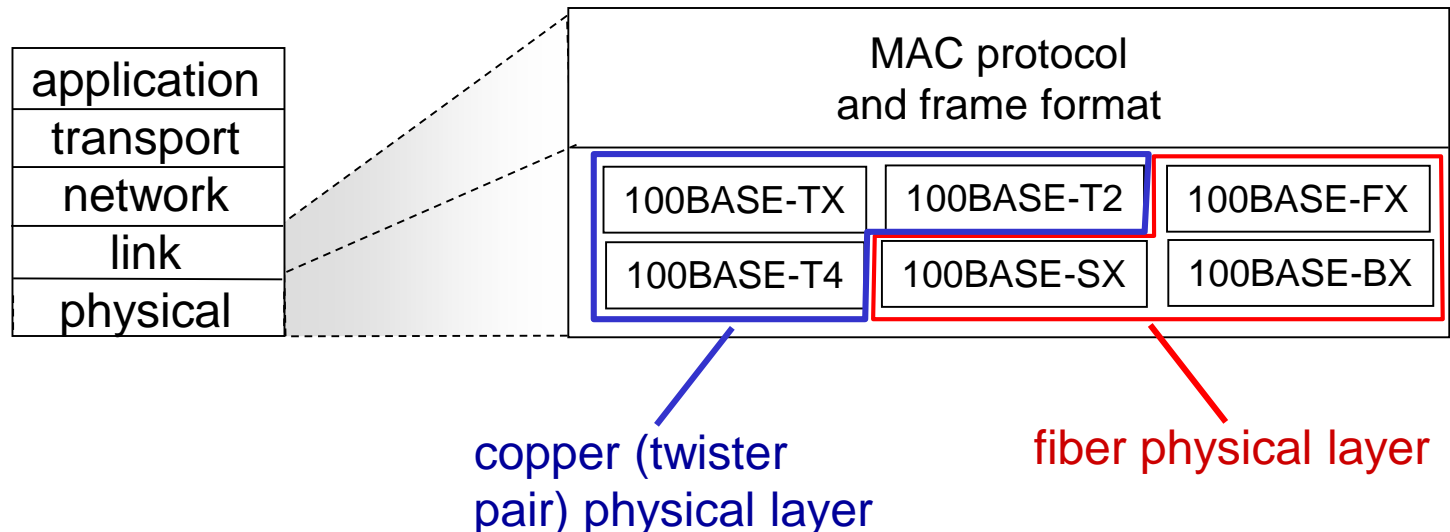 application
transport
network
link
physical
MAC protocol
and frame format
100BASE-TX
100BASE-T2
100BASE-FX
100BASE-T4
100BASE-SX
100BASE-BX
copper (twister
pair) physical layer
fiber physical layer